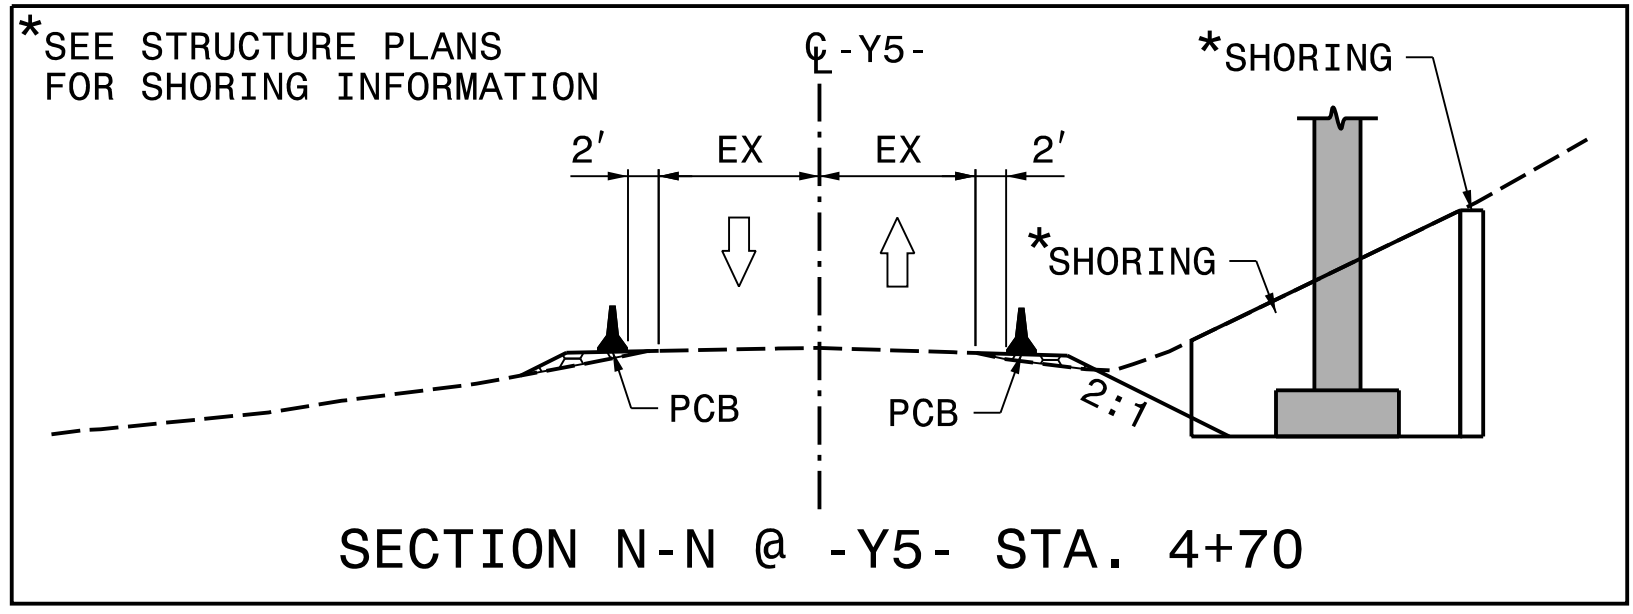 *SEE STRUCTURE PLANS
FOR SHORING INFORMATION
℄ -Y5-
*SHORING
2' EX EX 2'
*SHORING
PCB PCB
2:1
SECTION N-N @ -Y5- STA. 4+70